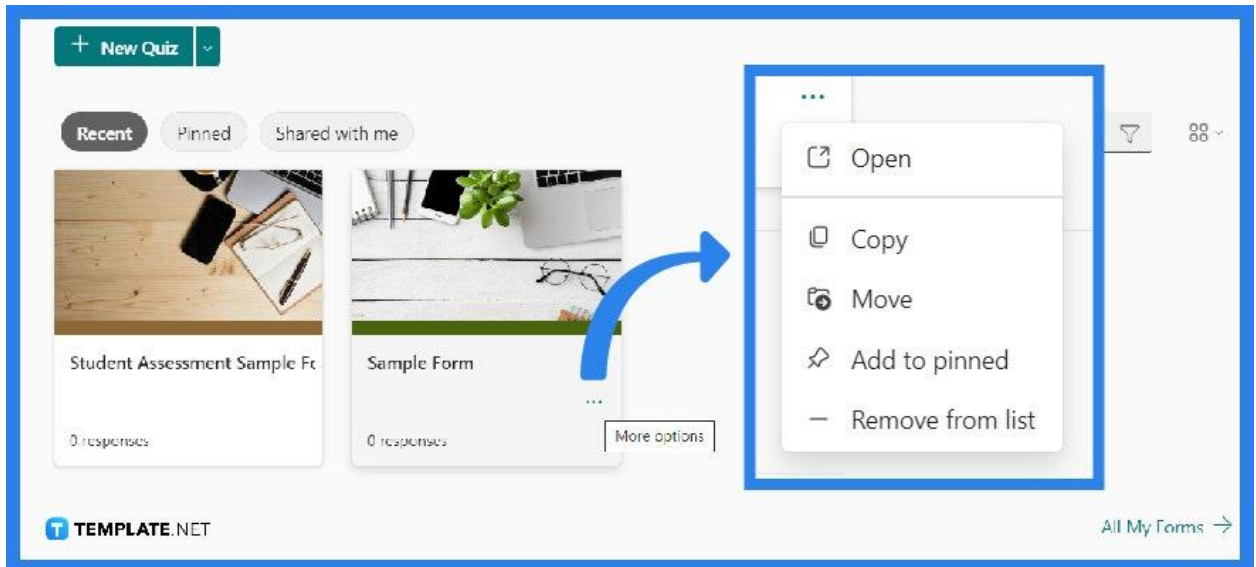 + New Quiz
Recent
Pinned
Shared with me
Student Assessment Sample Fo
0 responses
Sample Form
...
0 responses
More options
...
Open
Copy
Move
Add to pinned
Remove from list
T TEMPLATE.NET
All My Forms →